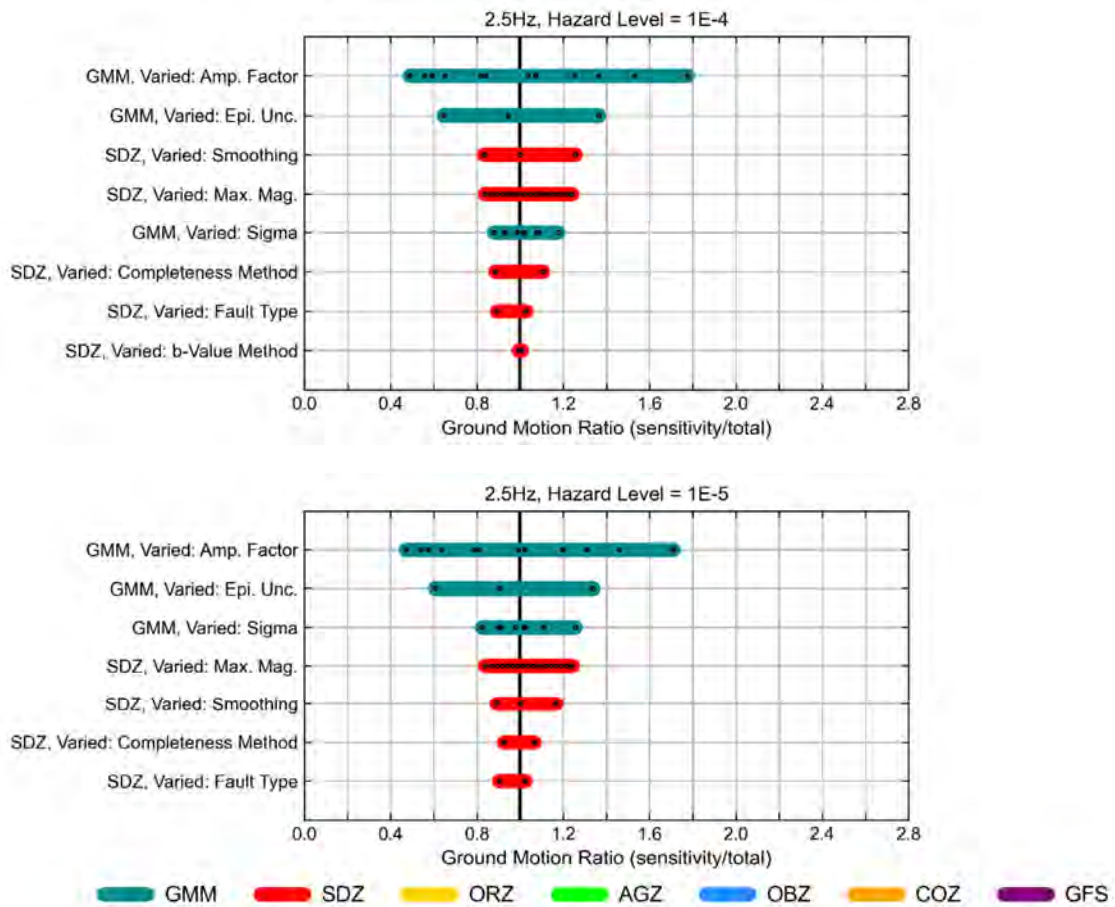 2.5Hz, Hazard Level = 1E-4
GMM, Varied: Amp. Factor
GMM, Varied: Epi. Unc.
SDZ, Varied: Smoothing
SDZ, Varied: Max. Mag.
GMM, Varied: Sigma
SDZ, Varied: Completeness Method
SDZ, Varied: Fault Type
SDZ, Varied: b-Value Method
0.0 0.4 0.8 1.2 1.6 2.0 2.4 2.8
Ground Motion Ratio (sensitivity/total)
2.5Hz, Hazard Level = 1E-5
GMM, Varied: Amp. Factor
GMM, Varied: Epi. Unc.
GMM, Varied: Sigma
SDZ, Varied: Max. Mag.
SDZ, Varied: Smoothing
SDZ, Varied: Completeness Method
SDZ, Varied: Fault Type
0.0 0.4 0.8 1.2 1.6 2.0 2.4 2.8
Ground Motion Ratio (sensitivity/total)
GMM SDZ ORZ AGZ OBZ COZ GFS